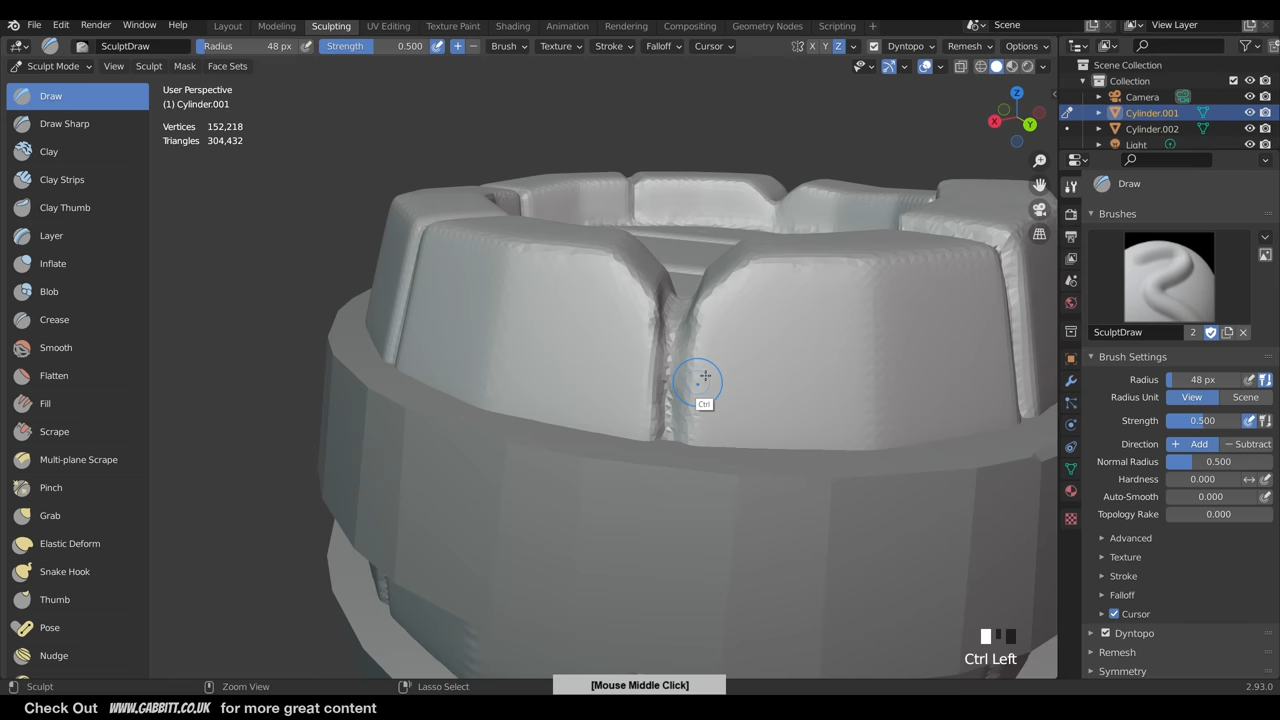 File Edit Render Window Help Layout Modeling Sculpting UV Editing Texture Paint Shading Animation Rendering Compositing Geometry Nodes Scripting + Scene View Layer
SculptDraw Radius 48 px Strength 0.500 Brush Texture Stroke Falloff Cursor X Y Z Dyntopo Remesh Options
Sculpt Mode View Sculpt Mask Face Sets
Scene Collection
Collection
Camera
Cylinder.001
Cylinder.002
Light
Draw
Draw Sharp
Clay
Clay Strips
Clay Thumb
Layer
Inflate
Blob
Crease
Smooth
Flatten
Fill
Scrape
Multi-plane Scrape
Pinch
Grab
Elastic Deform
Snake Hook
Thumb
Pose
Nudge
User Perspective
(1) Cylinder.001
Vertices 152,218
Triangles 304,432
Z
X
Y
Ctrl
Ctrl Left
Draw
Brushes
SculptDraw 2
Brush Settings
Radius 48 px
Radius Unit View Scene
Strength 0.500
Direction + Add − Subtract
Normal Radius 0.500
Hardness 0.000
Auto-Smooth 0.000
Topology Rake 0.000
Advanced
Texture
Stroke
Falloff
Cursor
Dyntopo
Remesh
Symmetry
Sculpt Zoom View Lasso Select [Mouse Middle Click] 2.93.0
Check Out www.GABBITT.co.uk for more great content